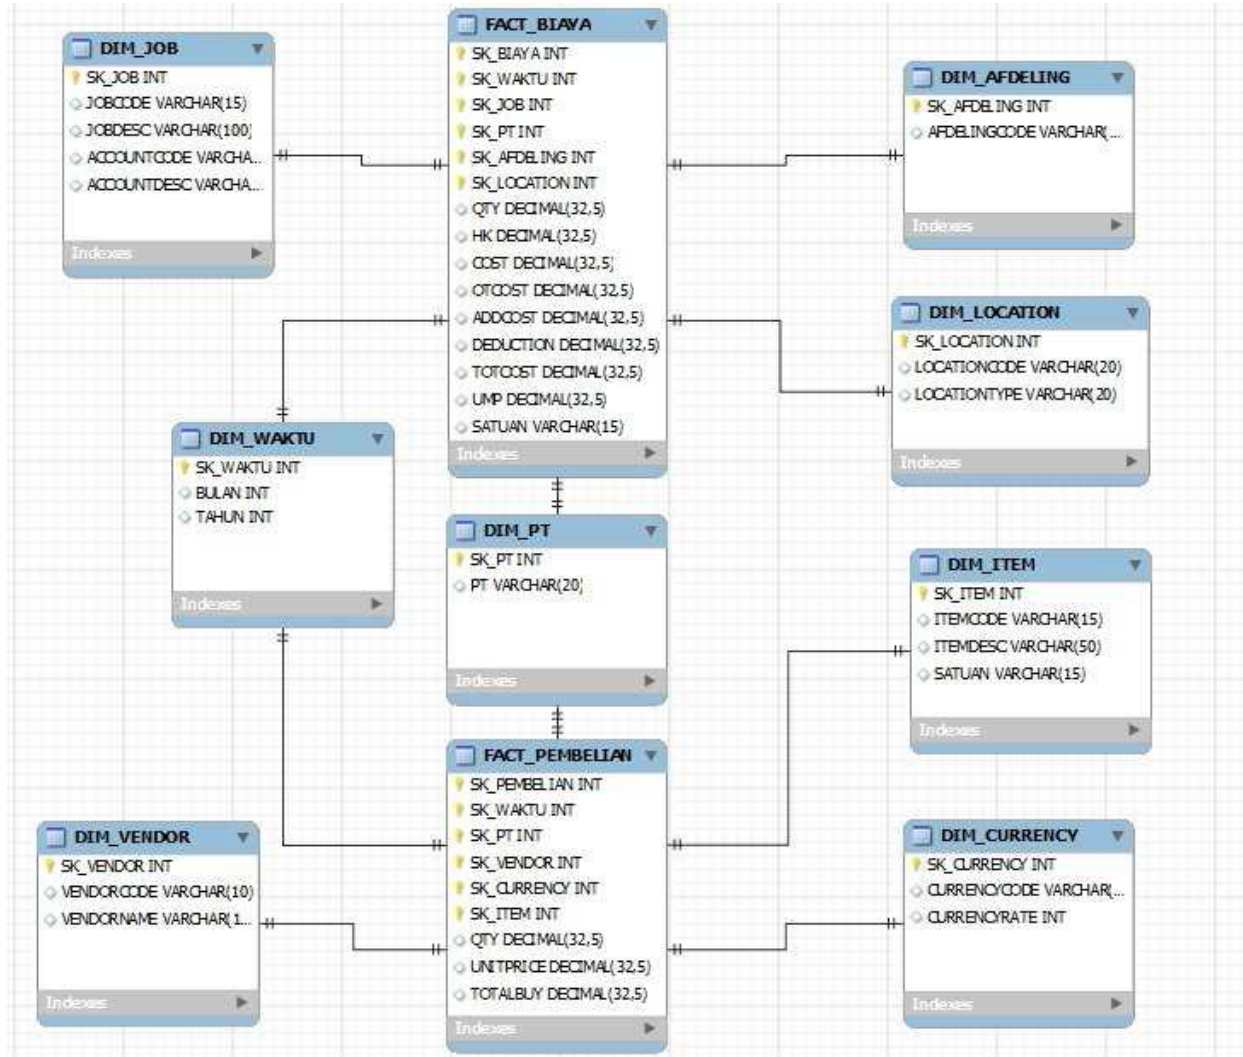 DIM_JOB
SK_JOB INT
JOBCODE VARCHAR(15)
JOBDESC VARCHAR(100)
ACCOUNTCODE VARCHA...
ACCOUNTDESC VARCHA...
Indexes
FACT_BIAYA
SK_BIAYA INT
SK_WAKTU INT
SK_JOB INT
SK_PT INT
SK_AFDELING INT
SK_LOCATION INT
QTY DECIMAL(32,5)
HK DECIMAL(32,5)
COST DECIMAL(32,5)
OTCOST DECIMAL(32,5)
ADDCOST DECIMAL(32,5)
DEDUCTION DECIMAL(32,5)
TOTCOST DECIMAL(32,5)
UMP DECIMAL(32,5)
SATUAN VARCHAR(15)
Indexes
DIM_AFDELING
SK_AFDELING INT
AFDELINGCODE VARCHAR(...
Indexes
DIM_LOCATION
SK_LOCATION INT
LOCATIONCODE VARCHAR(20)
LOCATIONTYPE VARCHAR(20)
Indexes
DIM_WAKTU
SK_WAKTU INT
BULAN INT
TAHUN INT
Indexes
DIM_PT
SK_PT INT
PT VARCHAR(20)
Indexes
DIM_ITEM
SK_ITEM INT
ITEMCODE VARCHAR(15)
ITEMDESC VARCHAR(50)
SATUAN VARCHAR(15)
Indexes
DIM_VENDOR
SK_VENDOR INT
VENDORCODE VARCHAR(10)
VENDORNAME VARCHAR(1...
Indexes
FACT_PEMBELIAN
SK_PEMBELIAN INT
SK_WAKTU INT
SK_PT INT
SK_VENDOR INT
SK_CURRENCY INT
SK_ITEM INT
QTY DECIMAL(32,5)
UNITPRICE DECIMAL(32,5)
TOTALBUY DECIMAL(32,5)
Indexes
DIM_CURRENCY
SK_CURRENCY INT
CURRENCYCODE VARCHAR(...
CURRENCYRATE INT
Indexes